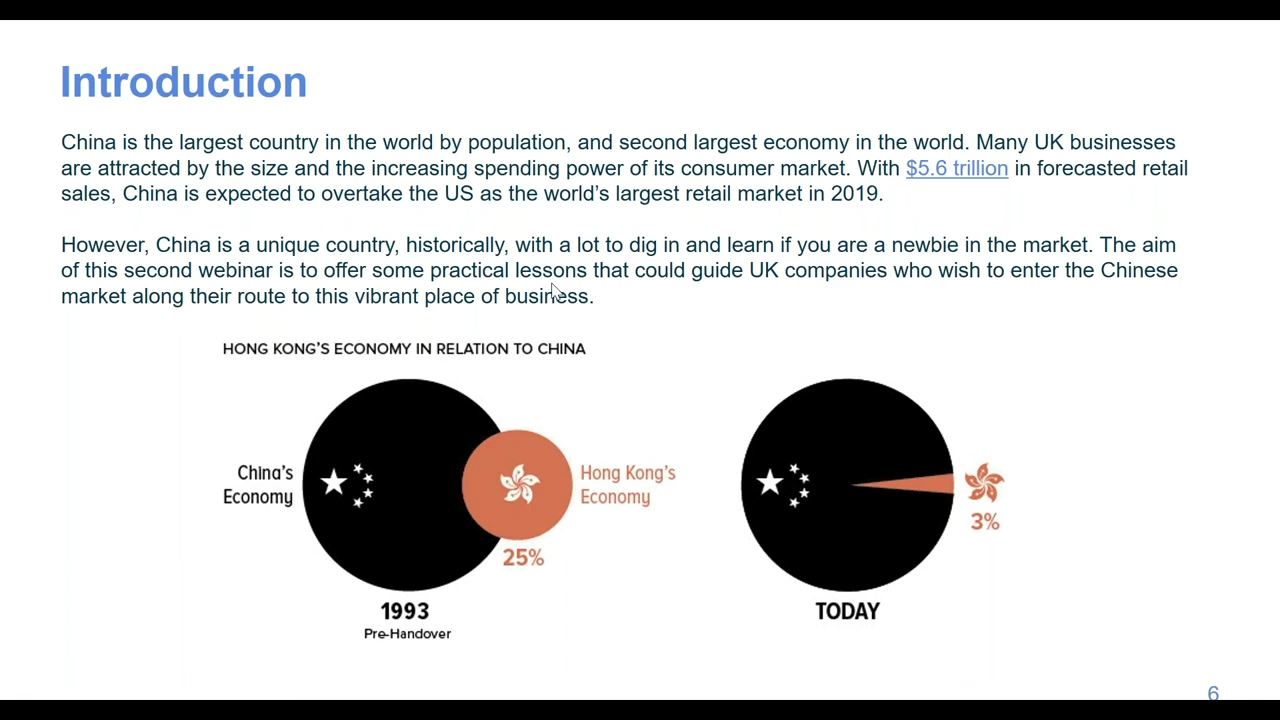 Introduction
China is the largest country in the world by population, and second largest economy in the world. Many UK businesses
are attracted by the size and the increasing spending power of its consumer market. With $5.6 trillion in forecasted retail
sales, China is expected to overtake the US as the world's largest retail market in 2019.
However, China is a unique country, historically, with a lot to dig in and learn if you are a newbie in the market. The aim
of this second webinar is to offer some practical lessons that could guide UK companies who wish to enter the Chinese
market along their route to this vibrant place of business.
HONG KONG'S ECONOMY IN RELATION TO CHINA
China's
Economy
Hong Kong's
Economy
25%
3%
1993
Pre-Handover
TODAY
6